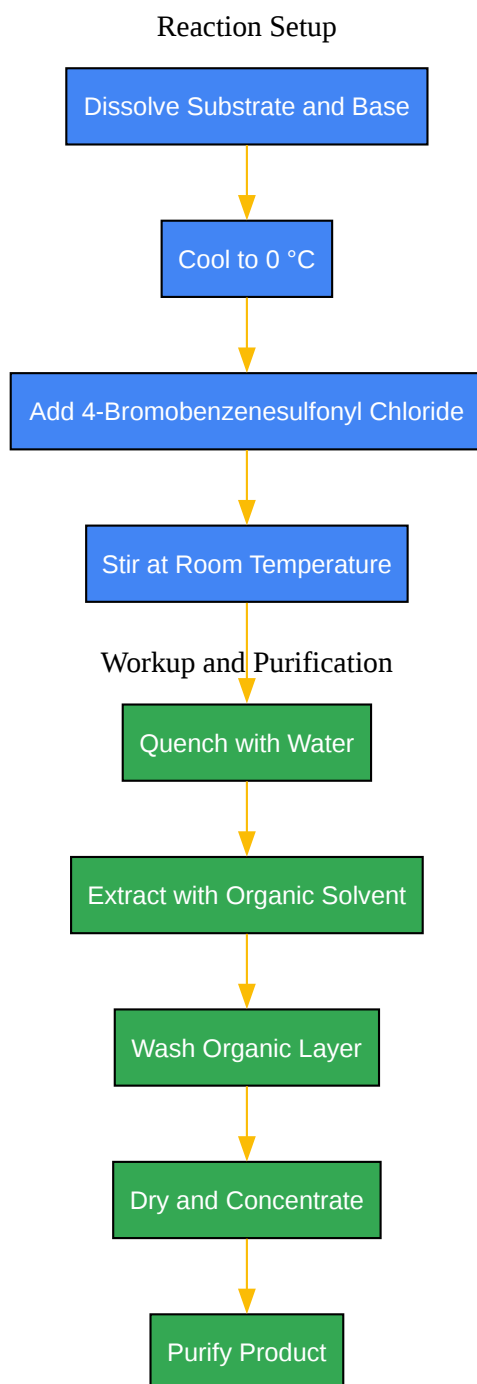 Reaction Setup
Dissolve Substrate and Base
Cool to 0 °C
Add 4-Bromobenzenesulfonyl Chloride
Stir at Room Temperature
Workup and Purification
Quench with Water
Extract with Organic Solvent
Wash Organic Layer
Dry and Concentrate
Purify Product